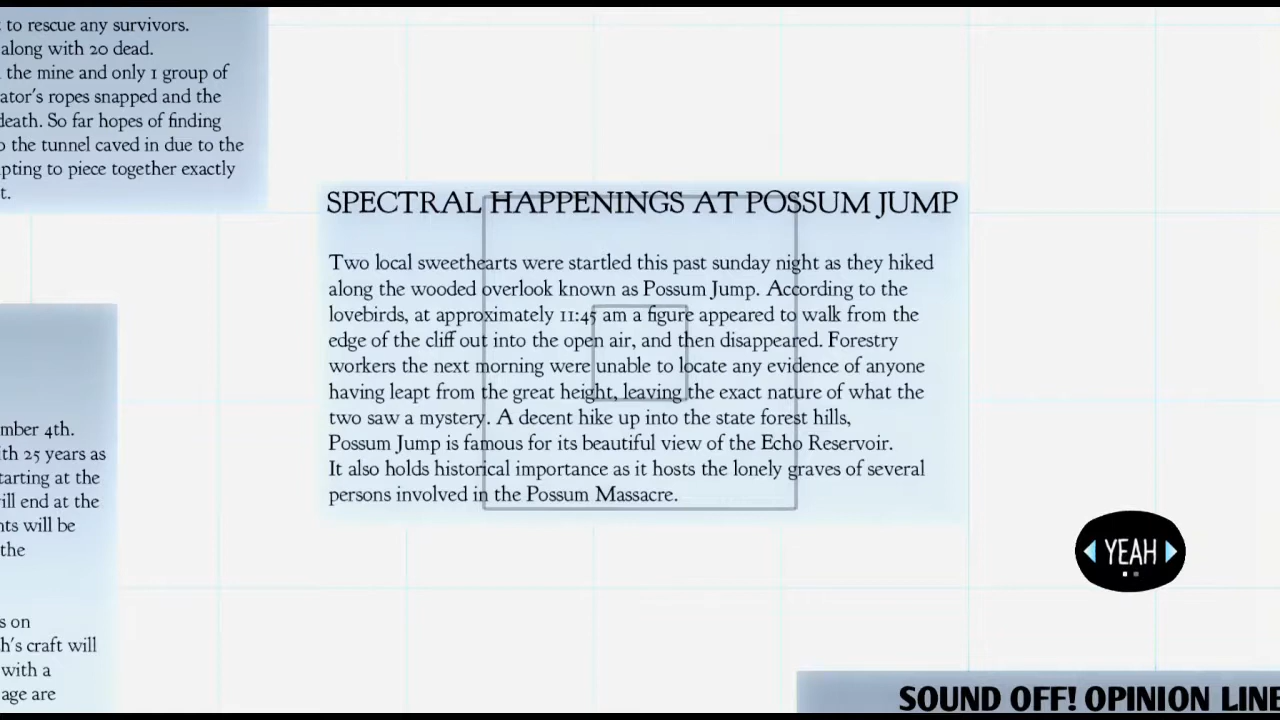 t to rescue any survivors.
along with 20 dead.
the mine and only 1 group of
ator's ropes snapped and the
death. So far hopes of finding
o the tunnel caved in due to the
pting to piece together exactly
t.
SPECTRAL HAPPENINGS AT POSSUM JUMP
Two local sweethearts were startled this past sunday night as they hiked
along the wooded overlook known as Possum Jump. According to the
lovebirds, at approximately 11:45 am a figure appeared to walk from the
edge of the cliff out into the open air, and then disappeared. Forestry
workers the next morning were unable to locate any evidence of anyone
having leapt from the great height, leaving the exact nature of what the
two saw a mystery. A decent hike up into the state forest hills,
Possum Jump is famous for its beautiful view of the Echo Reservoir.
It also holds historical importance as it hosts the lonely graves of several
persons involved in the Possum Massacre.
mber 4th.
ith 25 years as
tarting at the
ill end at the
nts will be
the
s on
h's craft will
with a
age are
YEAH
SOUND OFF! OPINION LINE